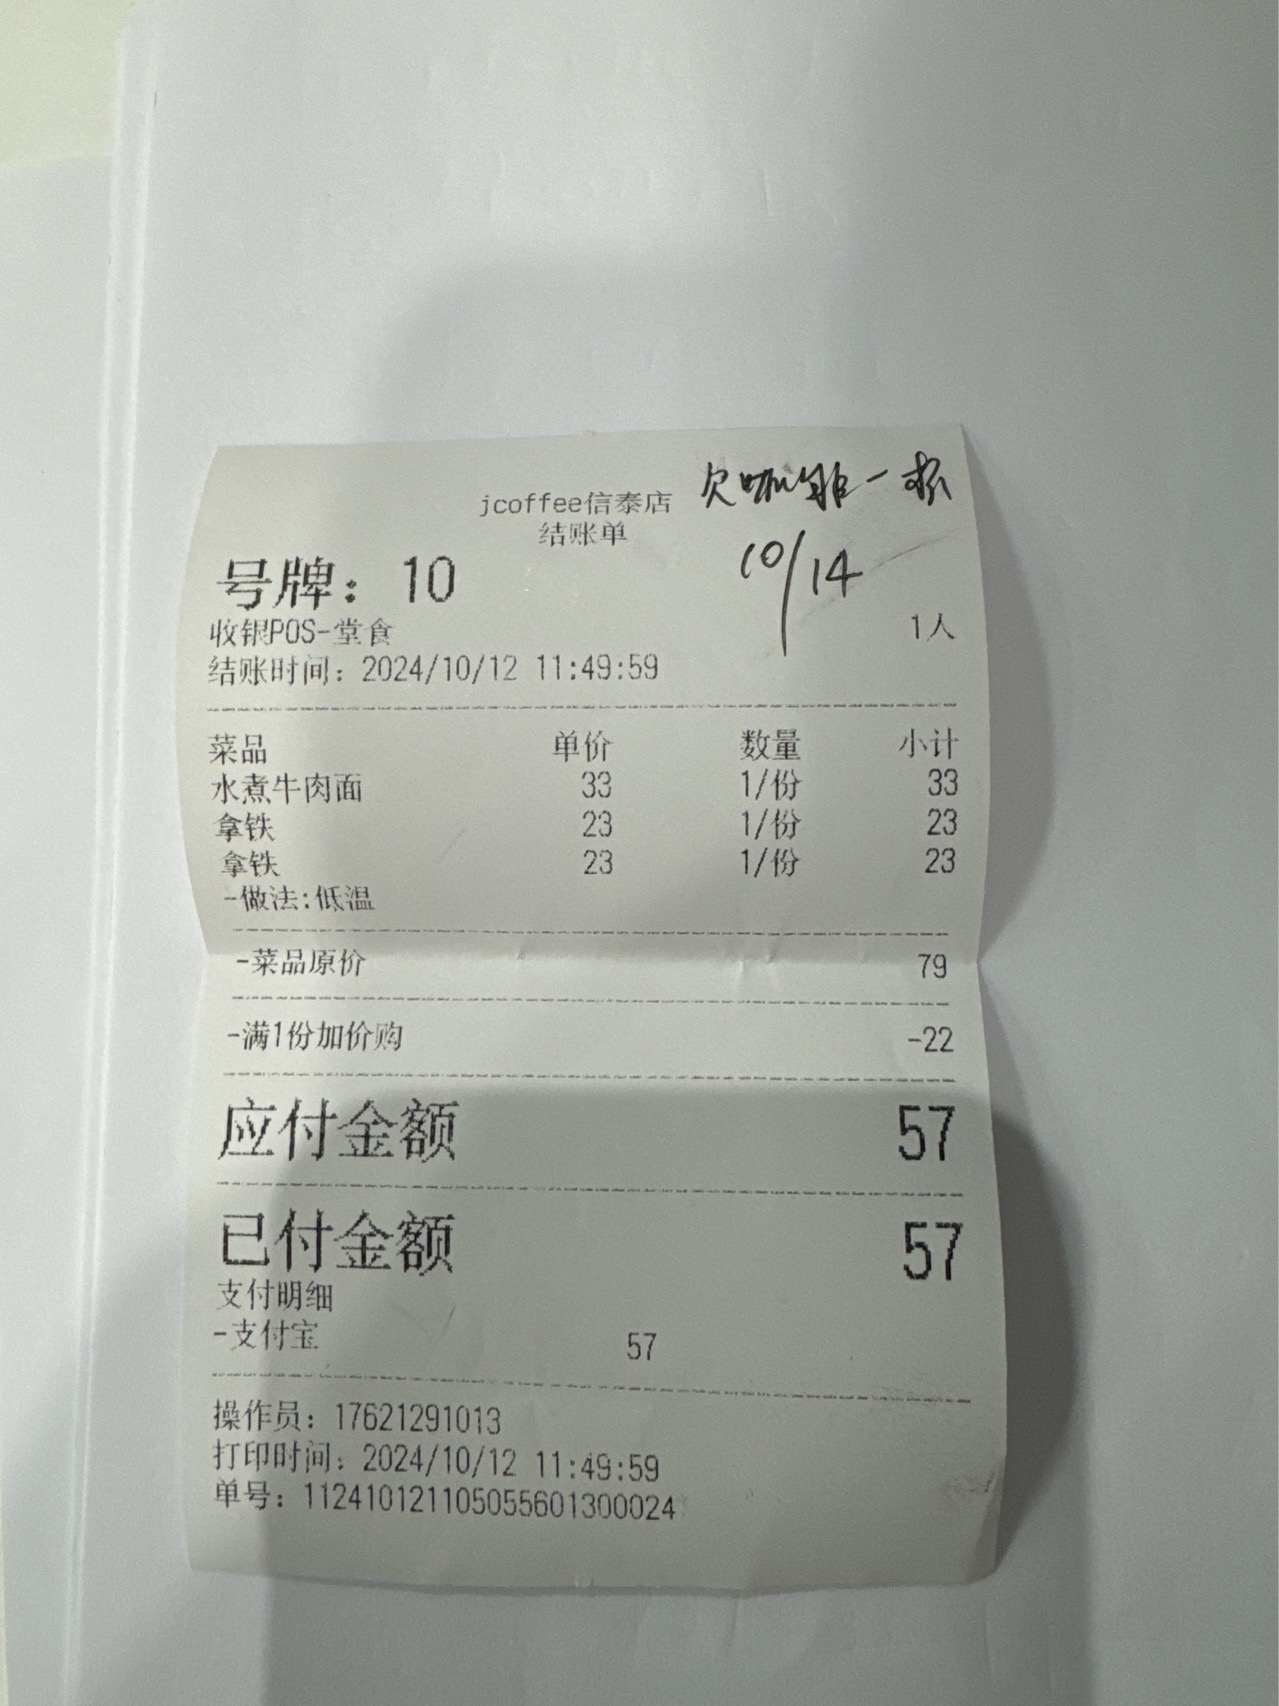 欠咖啡一杯
jcoffee信泰店
结账单
10/14
号牌：10
收银POS-堂食 1人
结账时间：2024/10/12 11:49:59
菜品 单价 数量 小计
水煮牛肉面 33 1/份 33
拿铁 23 1/份 23
拿铁 23 1/份 23
-做法:低温
-菜品原价 79
-满1份加价购 -22
应付金额 57
已付金额 57
支付明细
-支付宝 57
操作员：17621291013
打印时间：2024/10/12 11:49:59
单号：112410121105055601300024